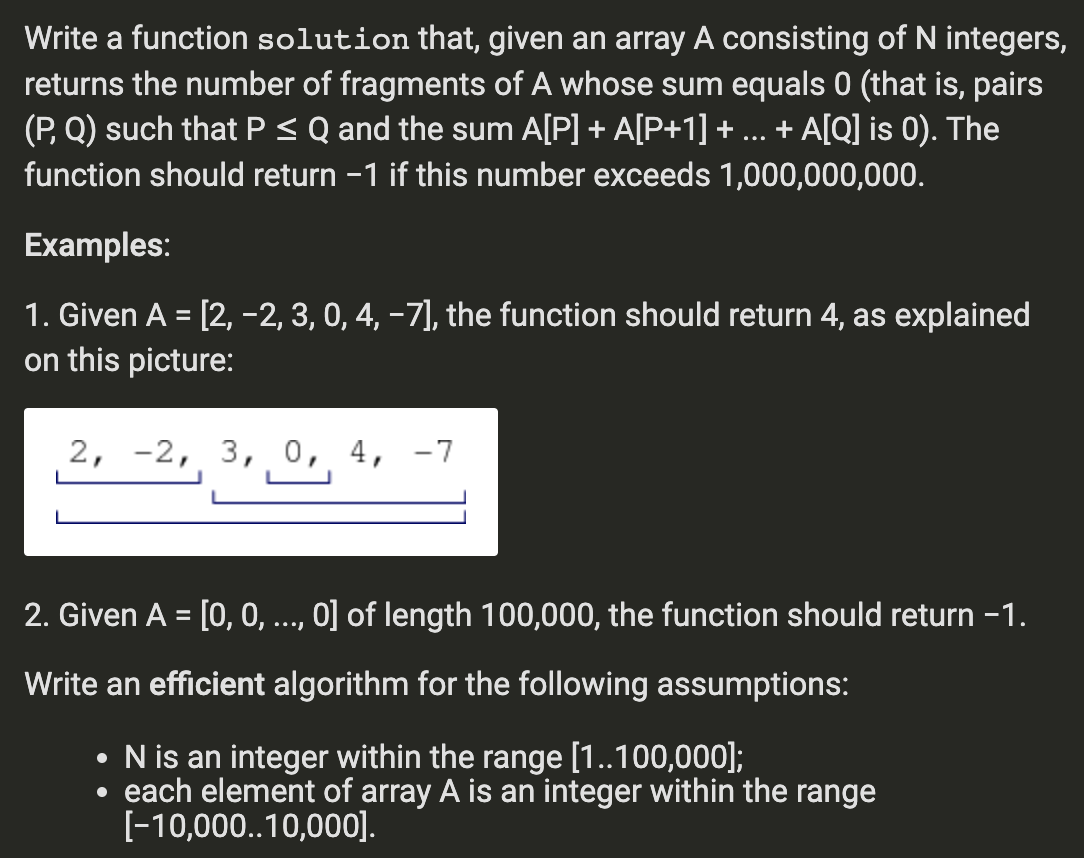 Write a function solution that, given an array A consisting of N integers,
returns the number of fragments of A whose sum equals 0 (that is, pairs
(P, Q) such that P ≤ Q and the sum A[P] + A[P+1] + ... + A[Q] is 0). The
function should return −1 if this number exceeds 1,000,000,000.
Examples:
1. Given A = [2, −2, 3, 0, 4, −7], the function should return 4, as explained
on this picture:
2, -2, 3, 0, 4, -7
2. Given A = [0, 0, ..., 0] of length 100,000, the function should return −1.
Write an efficient algorithm for the following assumptions:
• N is an integer within the range [1..100,000];
• each element of array A is an integer within the range
[−10,000..10,000].